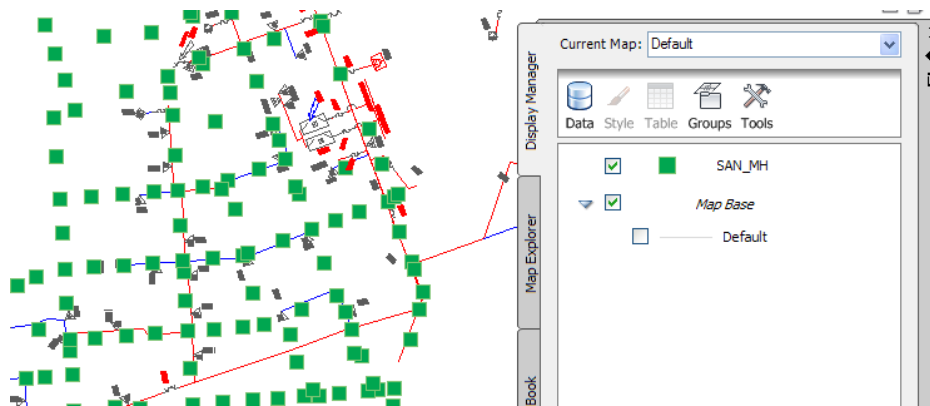 Current Map: Default
Display Manager
Data Style Table Groups Tools
SAN_MH
Map Base
Default
Map Explorer
Book